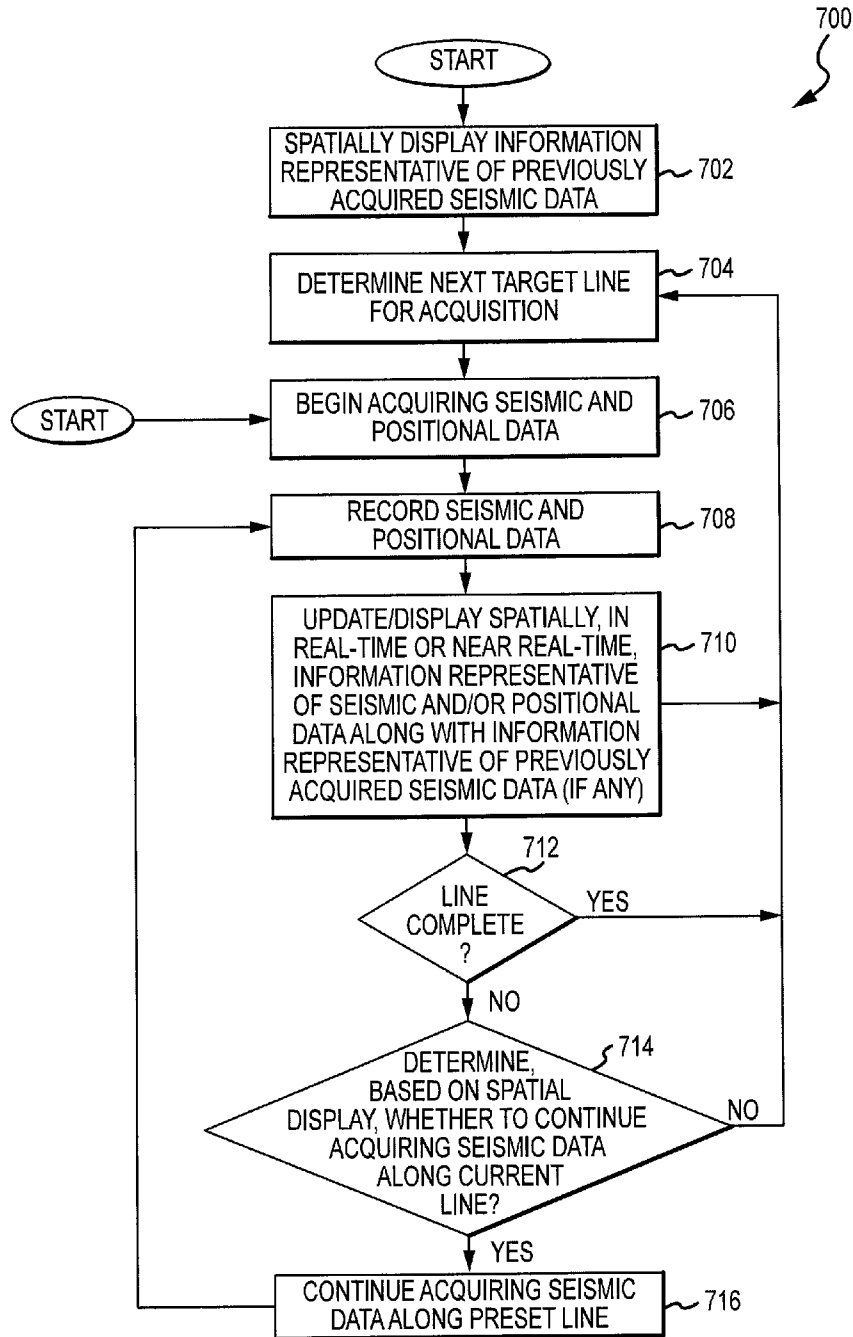 700
START
SPATIALLY DISPLAY INFORMATION
REPRESENTATIVE OF PREVIOUSLY
ACQUIRED SEISMIC DATA
702
DETERMINE NEXT TARGET LINE
FOR ACQUISITION
704
START
BEGIN ACQUIRING SEISMIC AND
POSITIONAL DATA
706
RECORD SEISMIC AND
POSITIONAL DATA
708
UPDATE/DISPLAY SPATIALLY, IN
REAL-TIME OR NEAR REAL-TIME,
INFORMATION REPRESENTATIVE
OF SEISMIC AND/OR POSITIONAL
DATA ALONG WITH INFORMATION
REPRESENTATIVE OF PREVIOUSLY
ACQUIRED SEISMIC DATA (IF ANY)
710
712
LINE
COMPLETE
?
YES
NO
714
DETERMINE,
BASED ON SPATIAL
DISPLAY, WHETHER TO CONTINUE
ACQUIRING SEISMIC DATA
ALONG CURRENT
LINE?
NO
YES
CONTINUE ACQUIRING SEISMIC
DATA ALONG PRESET LINE
716